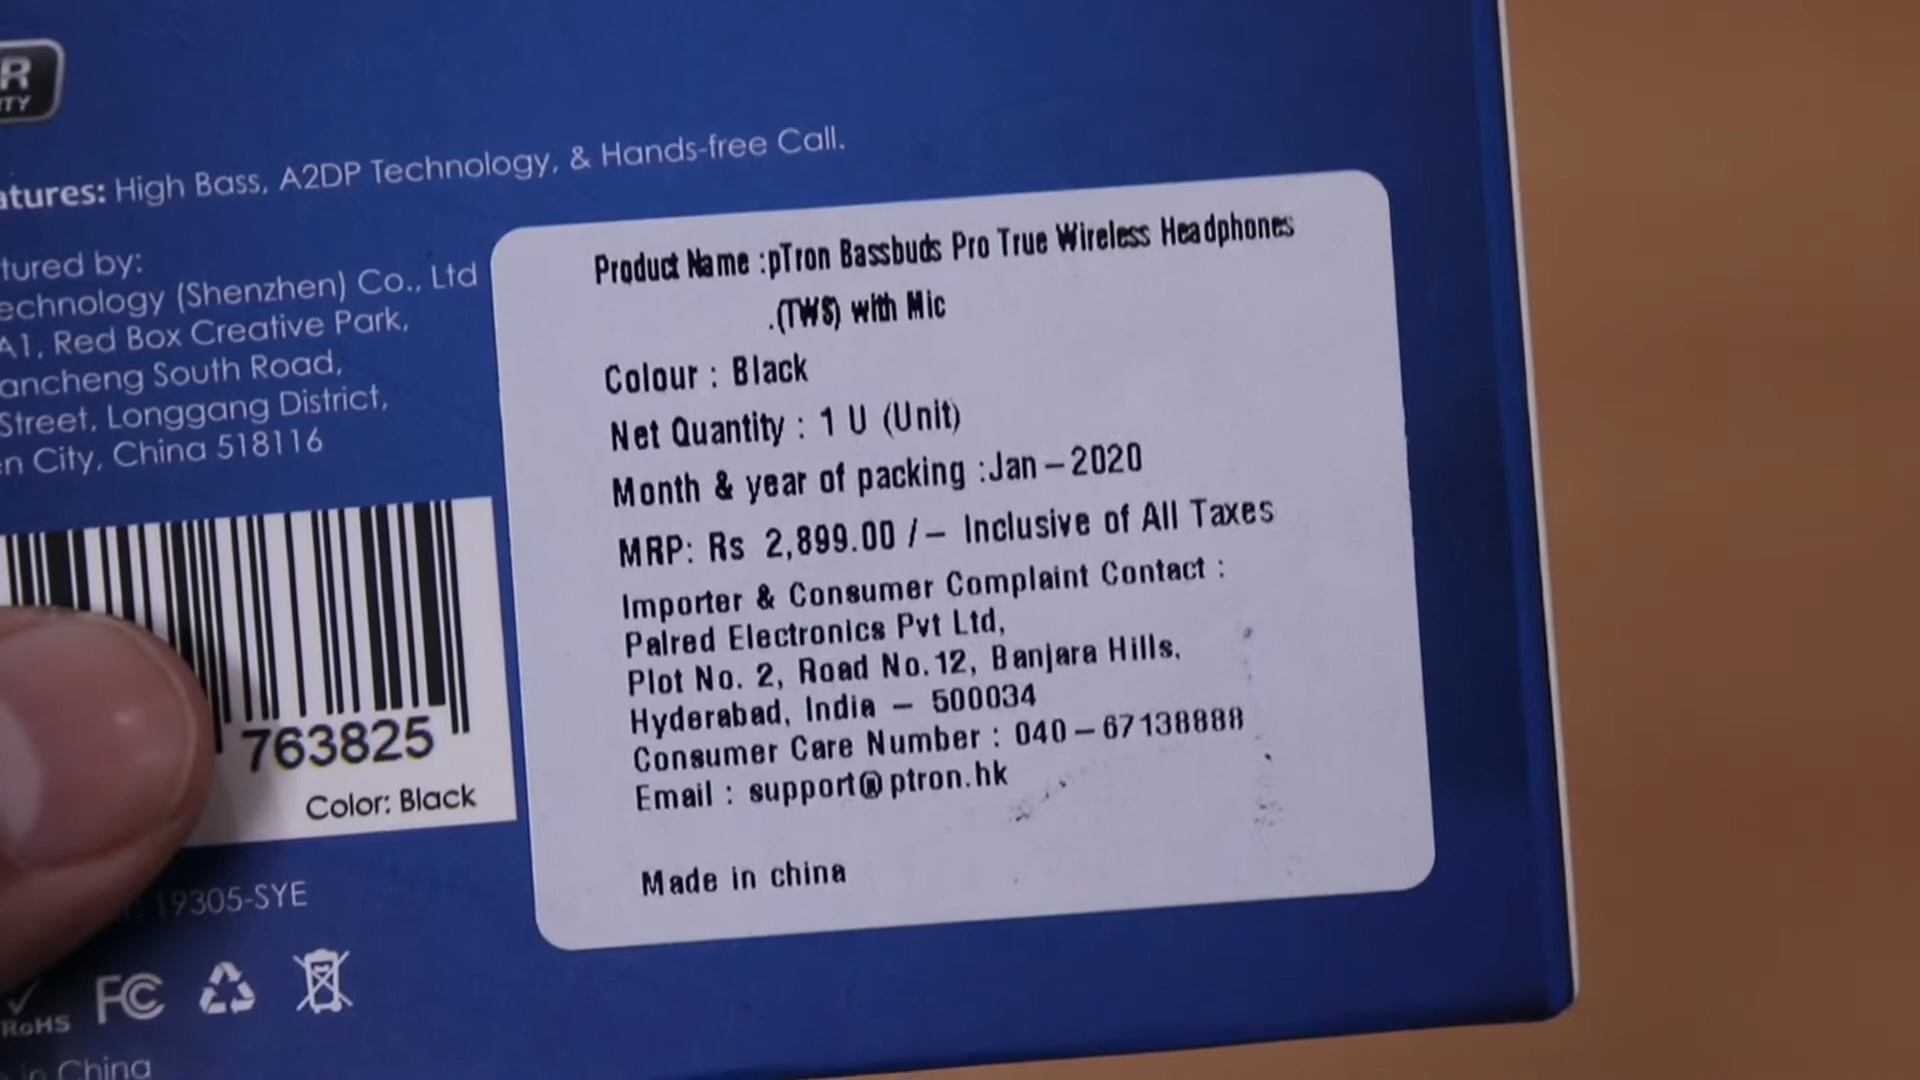 R
ITY
atures: High Bass, A2DP Technology, & Hands-free Call.
tured by:
echnology (Shenzhen) Co., Ltd
A1, Red Box Creative Park,
ancheng South Road,
Street, Longgang District,
en City, China 518116
763825
Color: Black
19305-SYE
RoHS
FC
in China
Product Name :pTron Bassbuds Pro True Wireless Headphones
.(TWS) with Mic
Colour : Black
Net Quantity : 1 U (Unit)
Month & year of packing :Jan – 2020
MRP: Rs 2,899.00 / – Inclusive of All Taxes
Importer & Consumer Complaint Contact :
Palred Electronics Pvt Ltd,
Plot No. 2, Road No. 12, Banjara Hills,
Hyderabad, India – 500034
Consumer Care Number : 040 – 67138888
Email : support@ptron.hk
Made in china